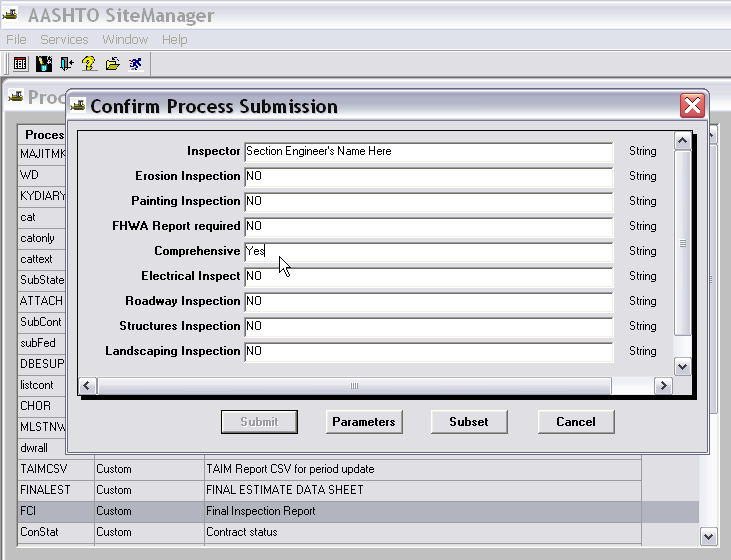 AASHTO SiteManager
File Services Window Help
Proc
Confirm Process Submission
Inspector Section Engineer's Name Here String
Erosion Inspection NO String
Painting Inspection NO String
FHWA Report required NO String
Comprehensive Yes String
Electrical Inspect NO String
Roadway Inspection NO String
Structures Inspection NO String
Landscaping Inspection NO String
Submit Parameters Subset Cancel
Proces
MAJITMK
WD
KYDIARY
cat
catonly
cattext
SubState
ATTACH
SubCont
subFed
DBESUP
listcont
CHOR
MLSTNW
dwrall
TAIMCSV Custom TAIM Report CSV for period update
FINALEST Custom FINAL ESTIMATE DATA SHEET
FCI Custom Final Inspection Report
ConStat Custom Contract status